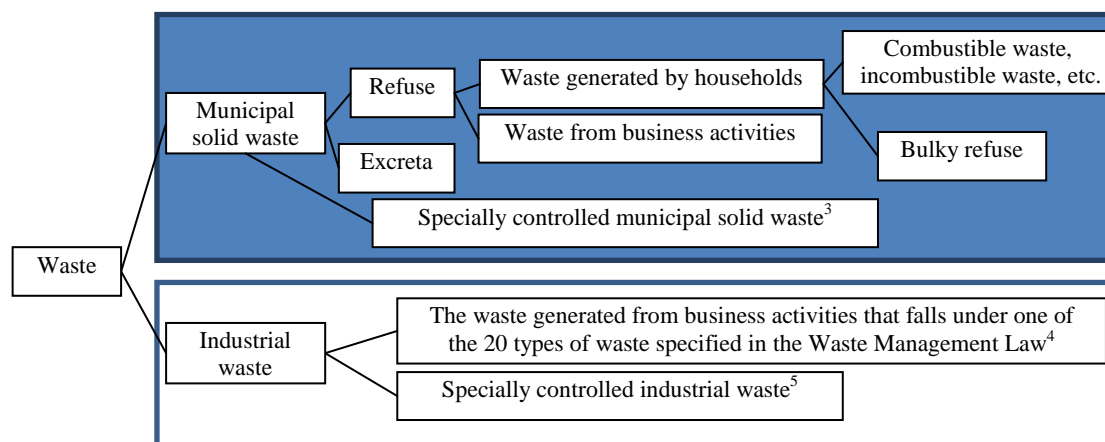 Combustible waste,
incombustible waste, etc.
Waste generated by households
Refuse
Municipal
solid waste
Waste from business activities
Bulky refuse
Excreta
Specially controlled municipal solid waste3
Waste
The waste generated from business activities that falls under one of
the 20 types of waste specified in the Waste Management Law4
Industrial
waste
Specially controlled industrial waste5